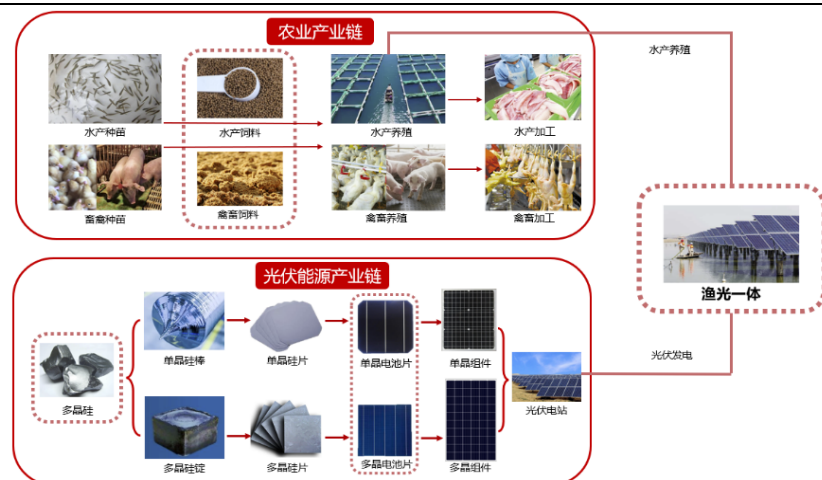 农业产业链
水产养殖
水产种苗
水产饲料
水产养殖
水产加工
畜禽种苗
禽畜饲料
禽畜养殖
禽畜加工
渔光一体
光伏能源产业链
单晶硅棒
单晶硅片
单晶电池片
单晶组件
光伏发电
多晶硅
光伏电站
多晶硅锭
多晶硅片
多晶电池片
多晶组件